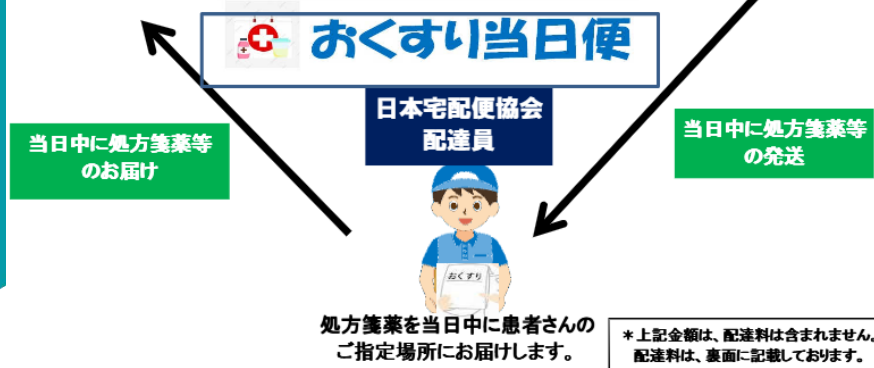 おくすり当日便
日本宅配便協会
配達員
当日中に処方箋薬等
のお届け
当日中に処方箋薬等
の発送
おくすり
処方箋薬を当日中に患者さんの
ご指定場所にお届けします。
＊上記金額は、配達料は含まれません。
配達料は、裏面に記載しております。